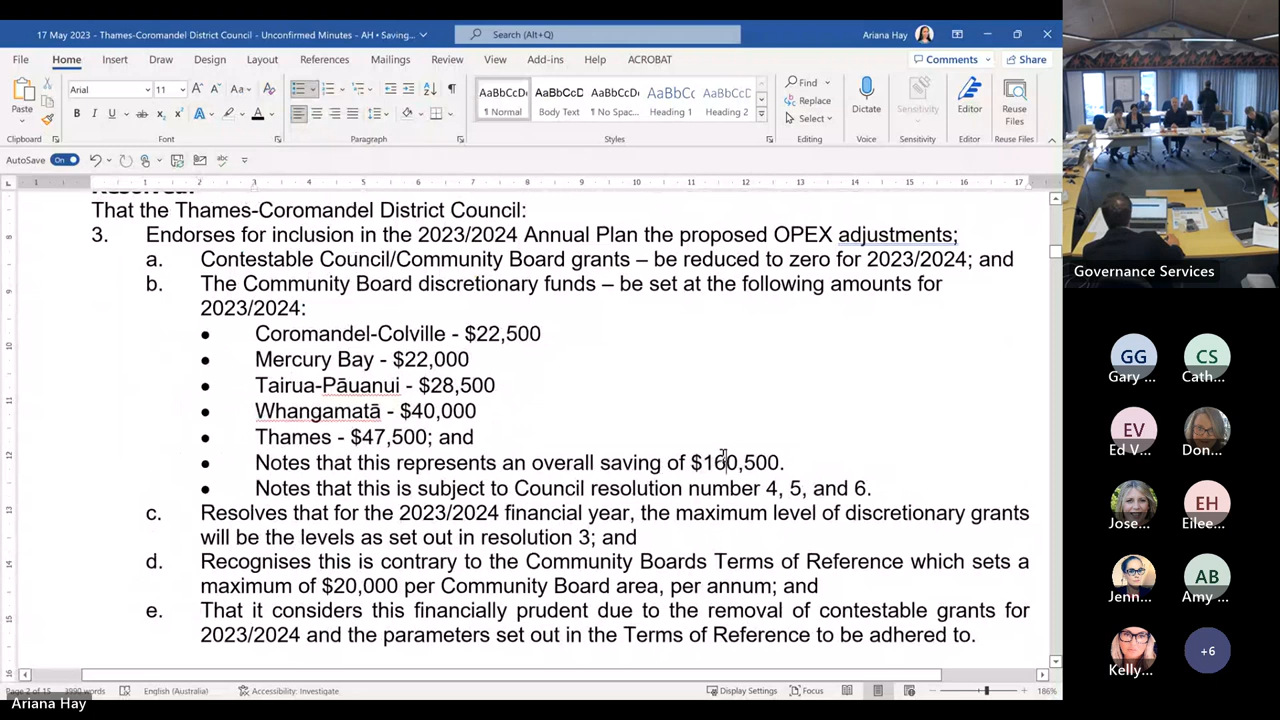 17 May 2023 - Thames-Coromandel District Council - Unconfirmed Minutes - AH • Saving...
Search (Alt+Q)
Ariana Hay
File Home Insert Draw Design Layout References Mailings Review View Add-ins Help ACROBAT
Comments Share
Paste
Arial 11
Clipboard Font Paragraph Styles Editing Voice Sensitivity Editor Reuse Files
AaBbCcDc AaBbCcD AaBbCcDc AaBbCcD AaBbCcD
¶ Normal Body Text ¶ No Spac... Heading 1 Heading 2
Find
Replace
Select
Dictate
Sensitivity
Editor
Reuse Files
AutoSave On
Resolved:
That the Thames-Coromandel District Council:
3. Endorses for inclusion in the 2023/2024 Annual Plan the proposed OPEX adjustments;
a. Contestable Council/Community Board grants – be reduced to zero for 2023/2024; and
b. The Community Board discretionary funds – be set at the following amounts for
2023/2024:
• Coromandel-Colville - $22,500
• Mercury Bay - $22,000
• Tairua-Pāuanui - $28,500
• Whangamatā - $40,000
• Thames - $47,500; and
• Notes that this represents an overall saving of $160,500.
• Notes that this is subject to Council resolution number 4, 5, and 6.
c. Resolves that for the 2023/2024 financial year, the maximum level of discretionary grants
will be the levels as set out in resolution 3; and
d. Recognises this is contrary to the Community Boards Terms of Reference which sets a
maximum of $20,000 per Community Board area, per annum; and
e. That it considers this financially prudent due to the removal of contestable grants for
2023/2024 and the parameters set out in the Terms of Reference to be adhered to.
Page 2 of 15 3990 words English (Australia) Accessibility: Investigate Display Settings Focus 186%
Ariana Hay
Governance Services
GG CS
Gary ... Cath...
EV
Ed V... Don...
EH
Jose... Eilee...
AB
Jenn... Amy ...
+6
Kelly...